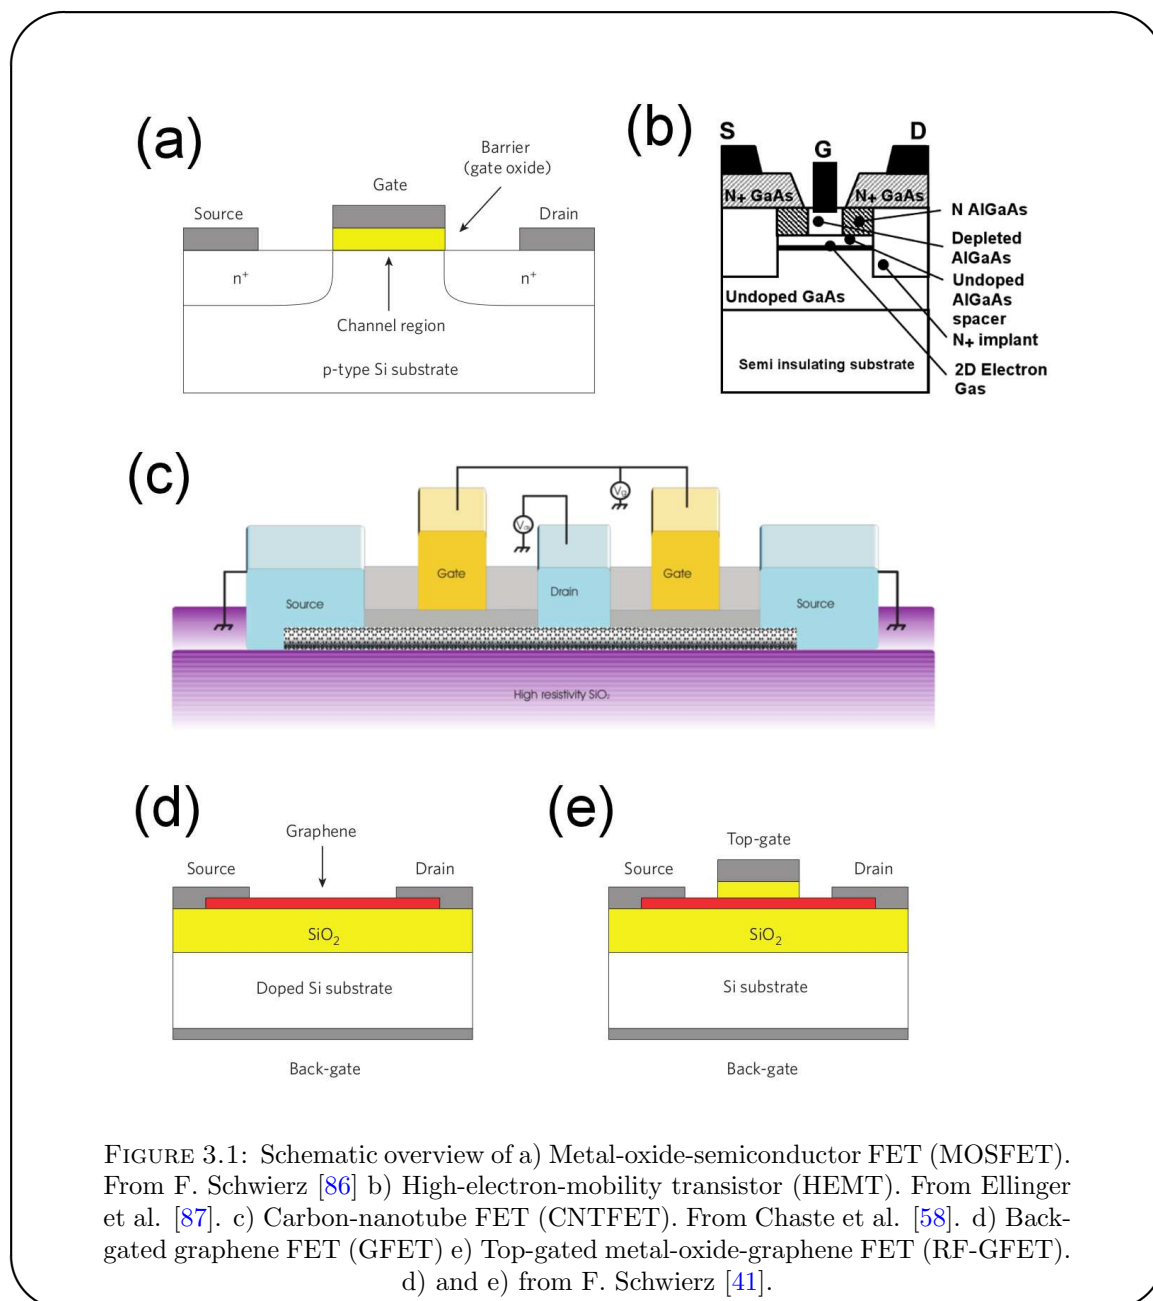 (a)
Barrier
(gate oxide)
Gate
Source
Drain
n⁺
n⁺
Channel region
p-type Si substrate
(b)
S
D
G
N+ GaAs
N+ GaAs
N AlGaAs
Depleted
AlGaAs
Undoped
AlGaAs
spacer
Undoped GaAs
N+ implant
Semi insulating substrate
2D Electron
Gas
(c)
Gate
Drain
Gate
Source
Source
High resistivity SiO₂
(d)
Graphene
Source
Drain
SiO₂
Doped Si substrate
Back-gate
(e)
Top-gate
Source
Drain
SiO₂
Si substrate
Back-gate
FIGURE 3.1: Schematic overview of a) Metal-oxide-semiconductor FET (MOSFET).
From F. Schwierz [86] b) High-electron-mobility transistor (HEMT). From Ellinger
et al. [87]. c) Carbon-nanotube FET (CNTFET). From Chaste et al. [58]. d) Back-
gated graphene FET (GFET) e) Top-gated metal-oxide-graphene FET (RF-GFET).
d) and e) from F. Schwierz [41].